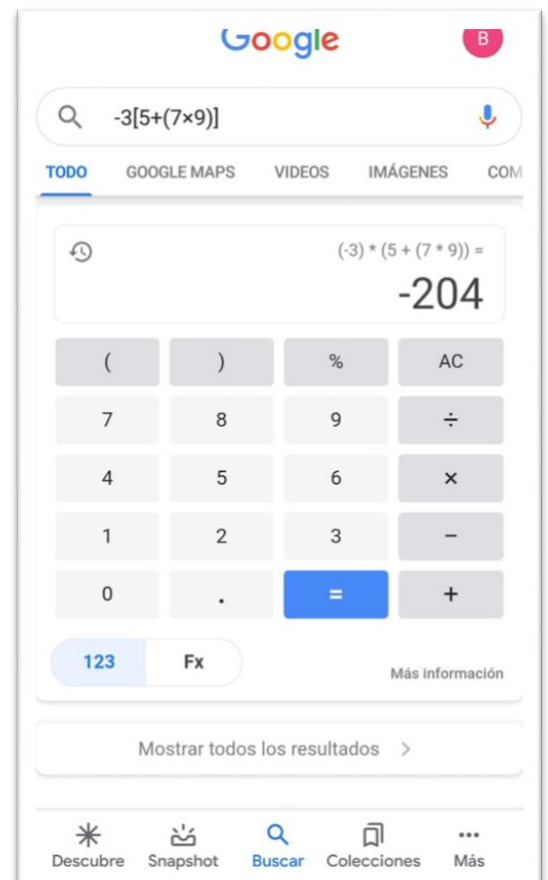 Google
B
-3[5+(7×9)]
TODO GOOGLE MAPS VIDEOS IMÁGENES COM
(-3) * (5 + (7 * 9)) =
-204
( ) % AC
7 8 9 ÷
4 5 6 ×
1 2 3 −
0 . = +
123 Fx
Más información
Mostrar todos los resultados >
Descubre Snapshot Buscar Colecciones Más